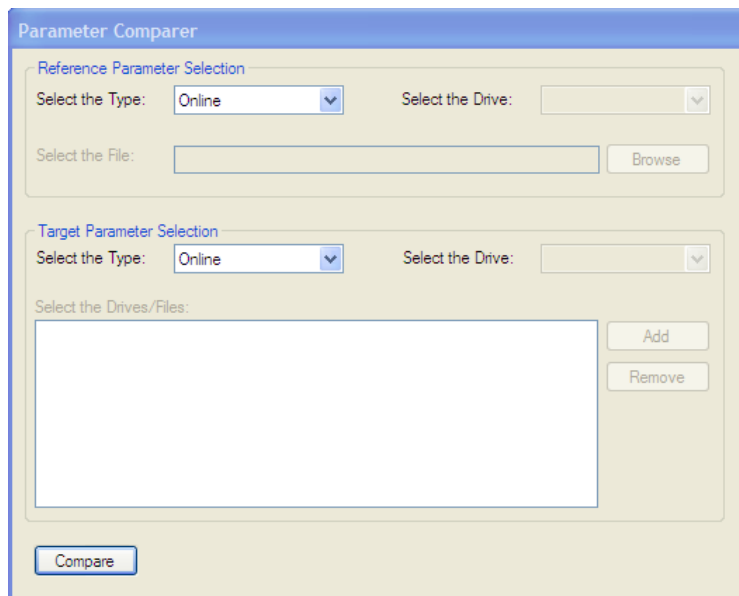 Parameter Comparer
Reference Parameter Selection
Select the Type: Online Select the Drive:
Select the File: Browse
Target Parameter Selection
Select the Type: Online Select the Drive:
Select the Drives/Files:
Add
Remove
Compare